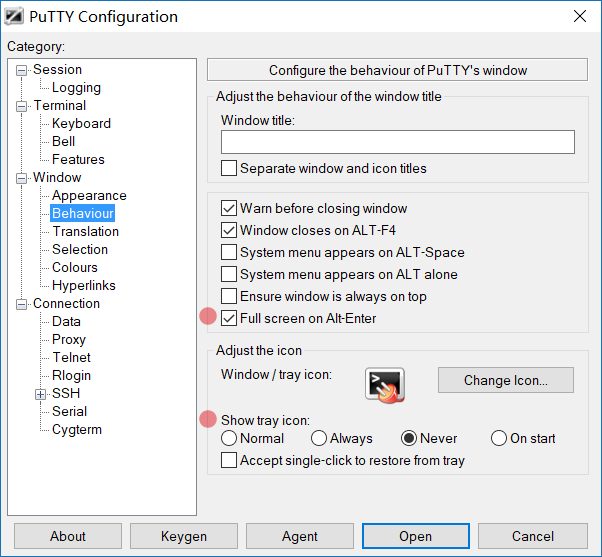 PuTTY Configuration
Category:
Session
Logging
Terminal
Keyboard
Bell
Features
Window
Appearance
Behaviour
Translation
Selection
Colours
Hyperlinks
Connection
Data
Proxy
Telnet
Rlogin
SSH
Serial
Cygterm
Configure the behaviour of PuTTY's window
Adjust the behaviour of the window title
Window title:
Separate window and icon titles
Warn before closing window
Window closes on ALT-F4
System menu appears on ALT-Space
System menu appears on ALT alone
Ensure window is always on top
Full screen on Alt-Enter
Adjust the icon
Window / tray icon:
Change Icon...
Show tray icon:
Normal Always Never On start
Accept single-click to restore from tray
About Keygen Agent Open Cancel